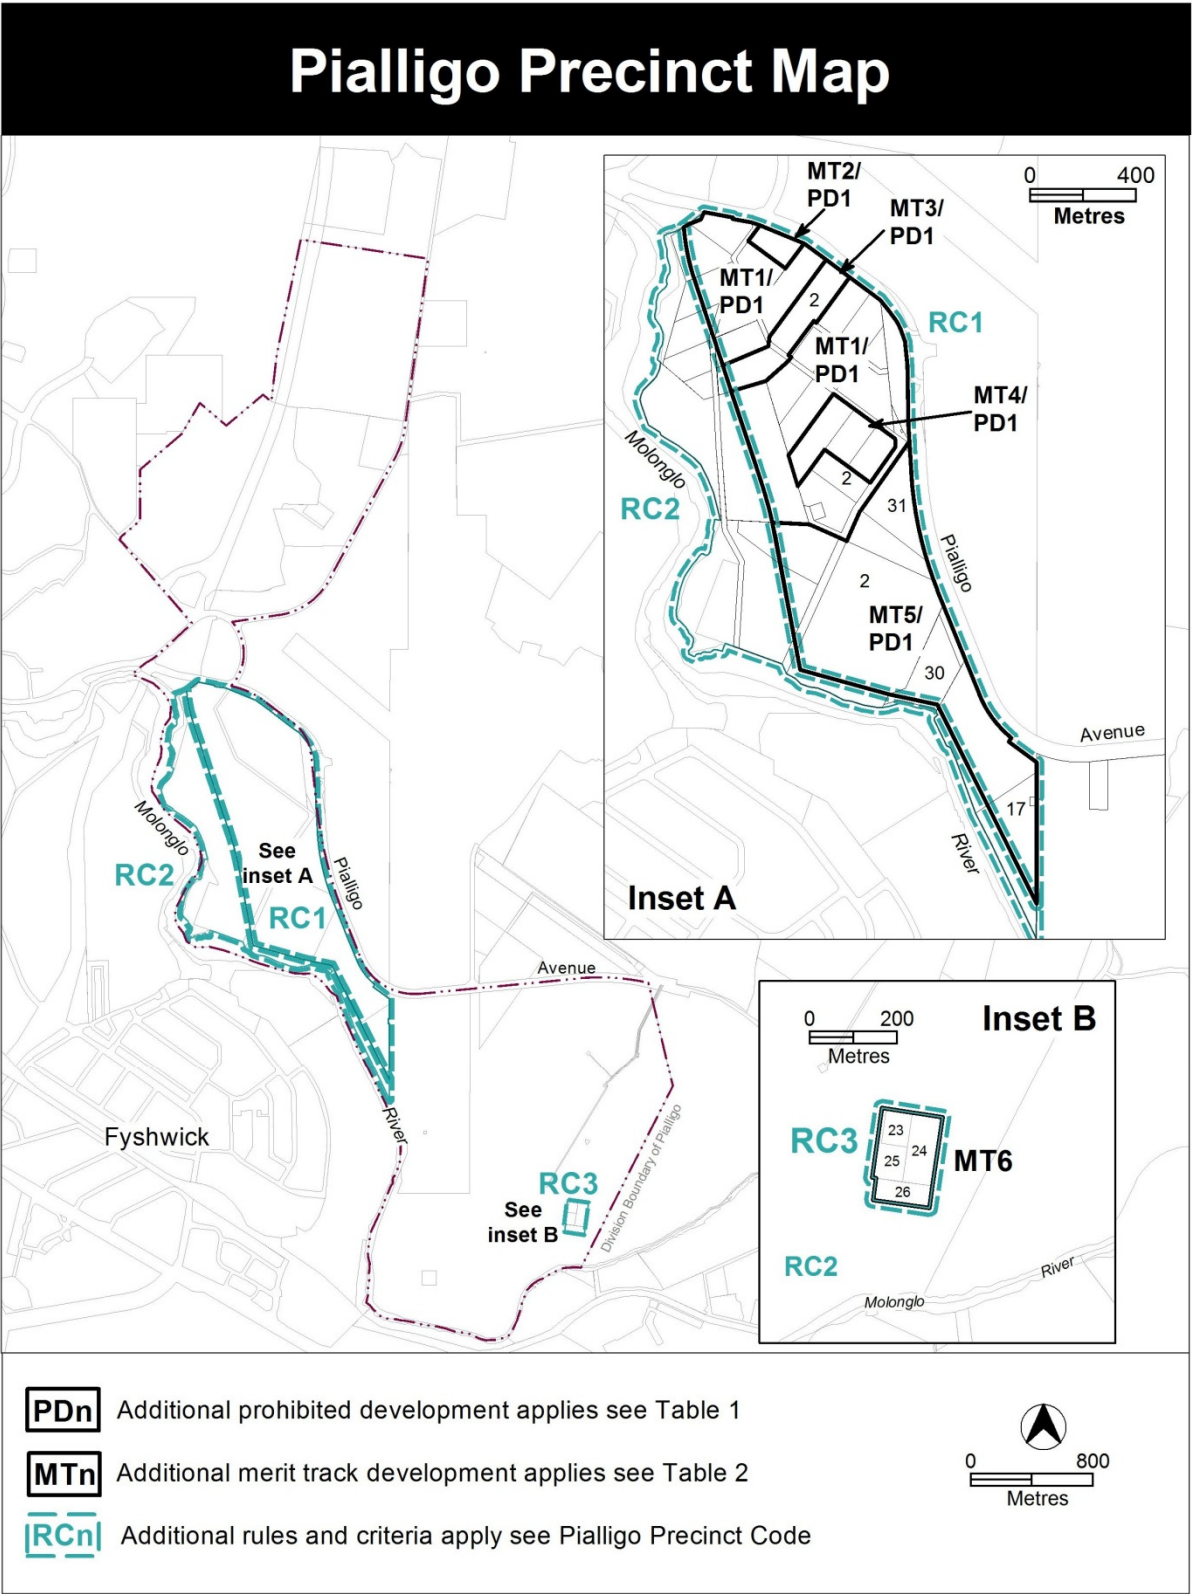 Pialligo Precinct Map
MT2/
PD1
MT3/
PD1
0 400
Metres
MT1/
PD1
2
RC1
MT1/
PD1
MT4/
PD1
Molonglo
RC2
2
31
Pialligo
2
MT5/
PD1
30
Avenue
17
River
Inset A
Molonglo
RC2
See
inset A
Pialligo
RC1
Avenue
Fyshwick
River
RC3
See
inset B
Division Boundary of Pialligo
Inset B
0 200
Metres
RC3
23
24
25
26
MT6
RC2
River
Molonglo
PDn Additional prohibited development applies see Table 1
MTn Additional merit track development applies see Table 2
RCn Additional rules and criteria apply see Pialligo Precinct Code
0 800
Metres